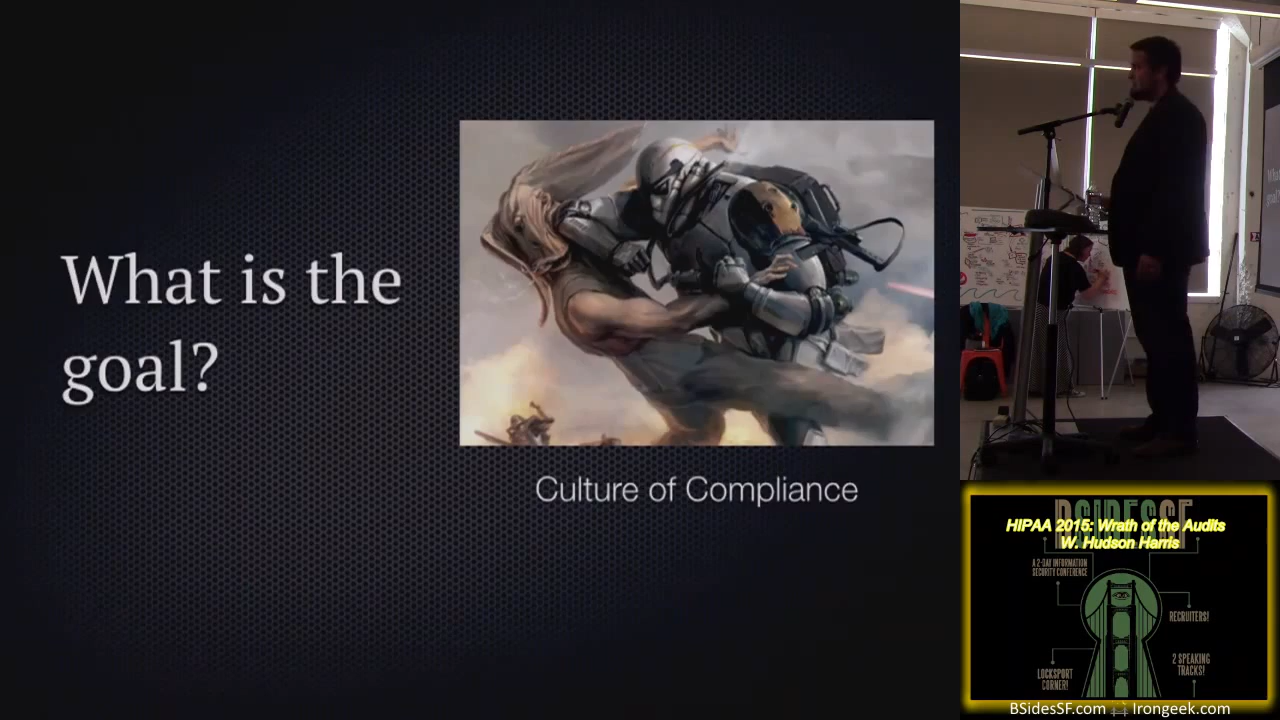 What is the
goal?
Culture of Compliance
BSIDESSF
HIPAA 2015: Wrath of the Audits
W. Hudson Harris
A 2-DAY INFORMATION
SECURITY CONFERENCE
RECRUITERS!
2 SPEAKING
TRACKS!
LOCKSPORT
CORNER!
BSidesSF.com Irongeek.com